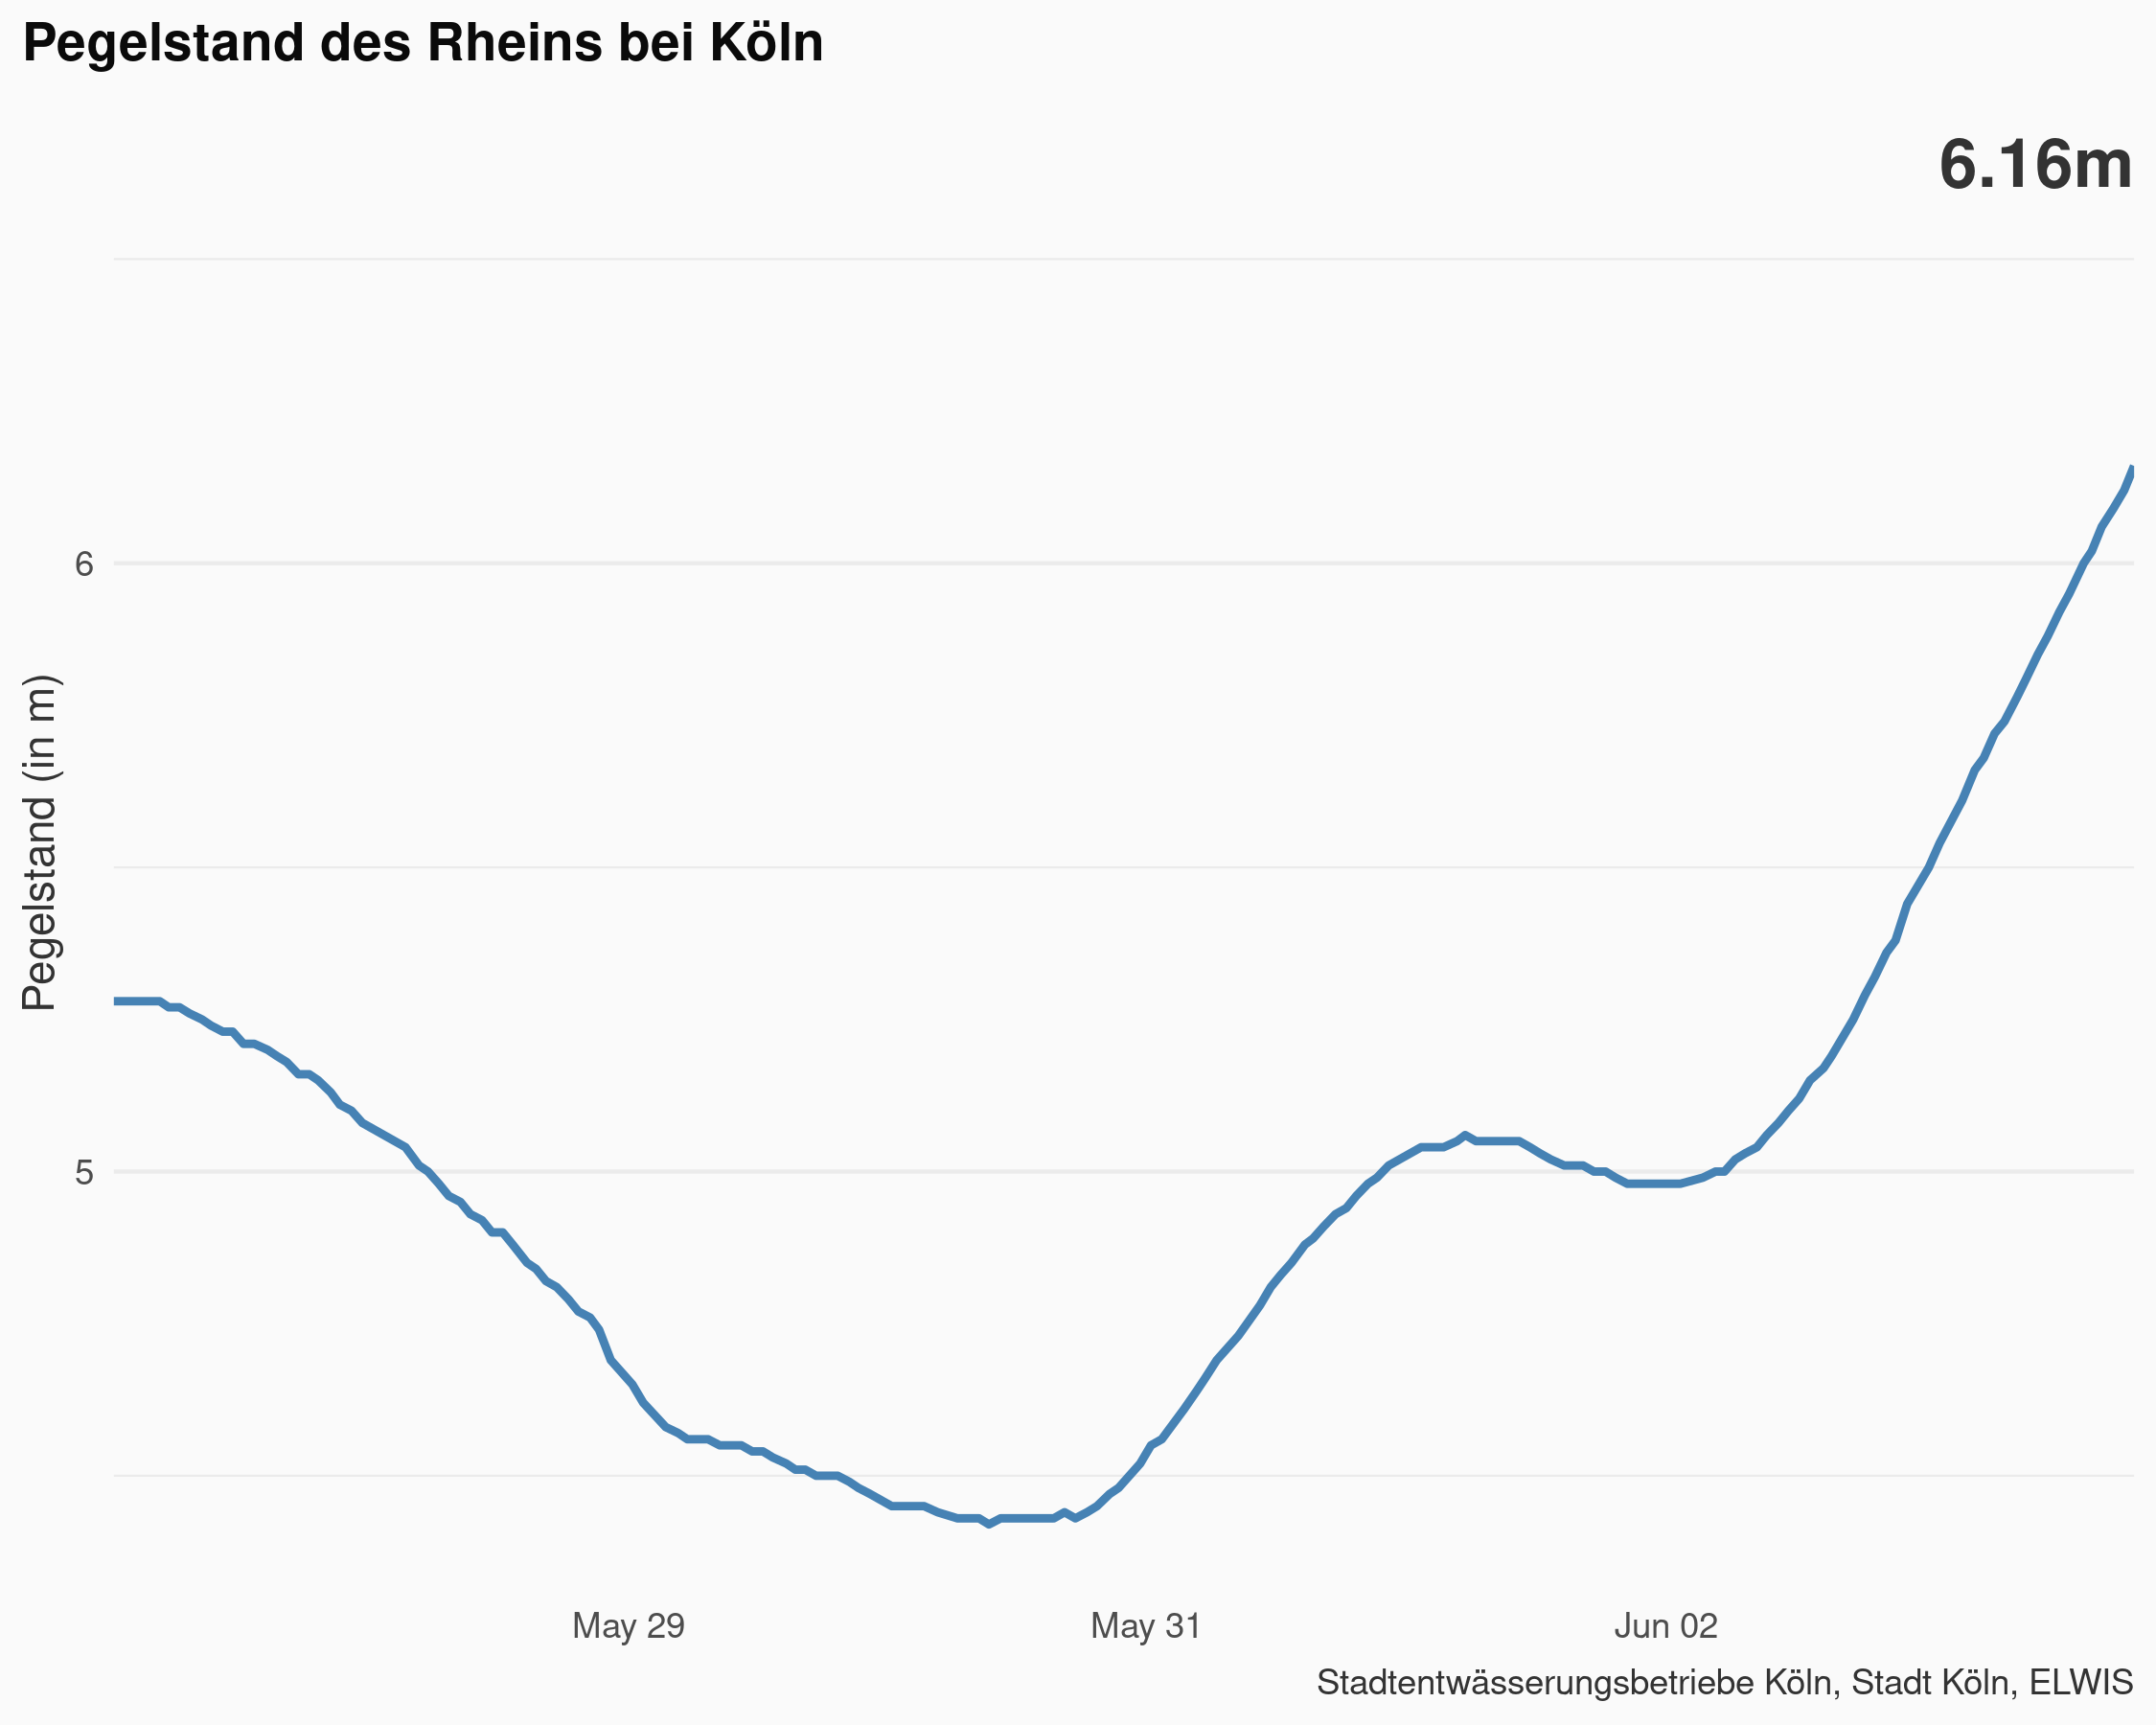 Pegelstand des Rheins bei Köln
6.16m
Pegelstand (in m)
6
5
May 29
May 31
Jun 02
Stadtentwässerungsbetriebe Köln, Stadt Köln, ELWIS